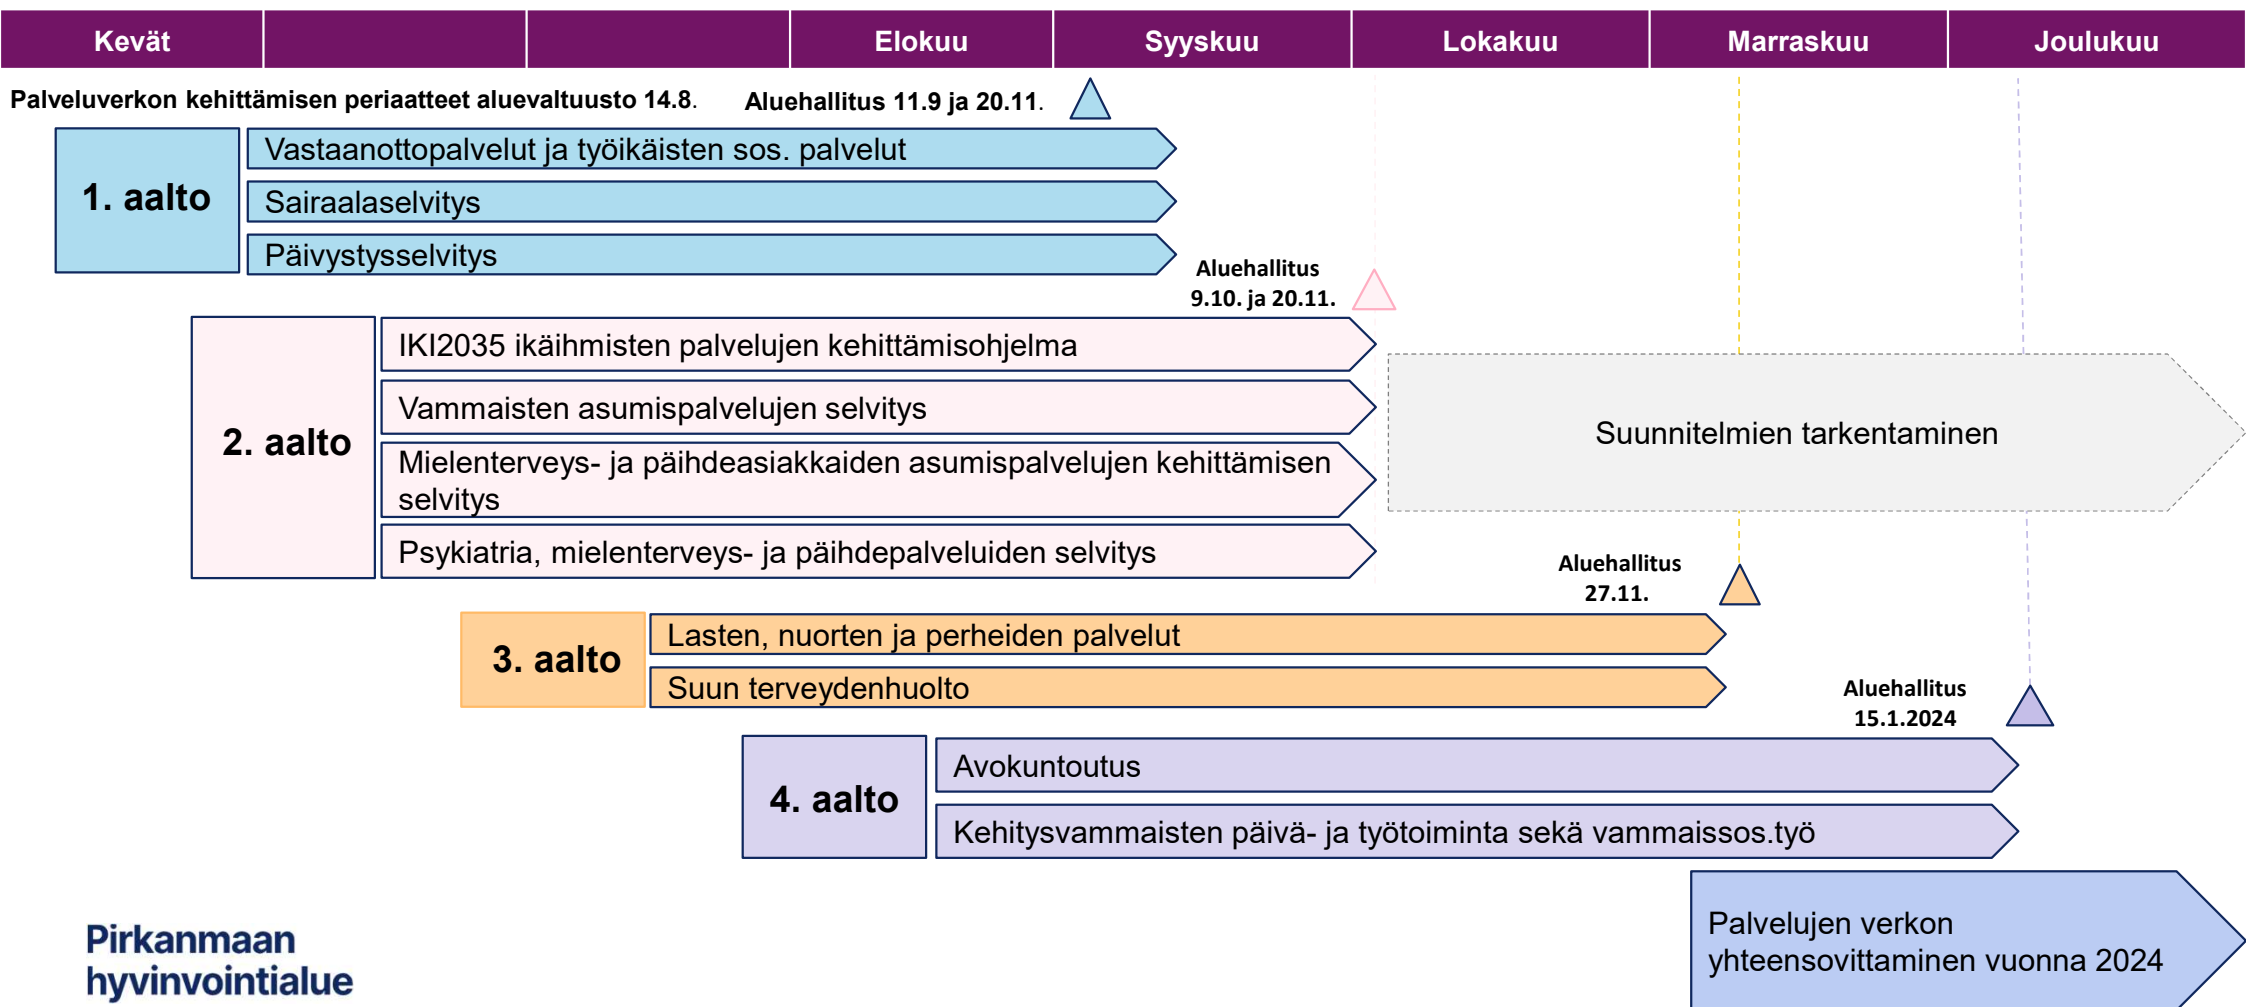 Kevät
Elokuu
Syyskuu
Lokakuu
Marraskuu
Joulukuu
Palveluverkon kehittämisen periaatteet aluevaltuusto 14.8.
Aluehallitus 11.9 ja 20.11.
1. aalto
Vastaanottopalvelut ja työikäisten sos. palvelut
Sairaalaselvitys
Päivystysselvitys
Aluehallitus
9.10. ja 20.11.
2. aalto
IKI2035 ikäihmisten palvelujen kehittämisohjelma
Vammaisten asumispalvelujen selvitys
Mielenterveys- ja päihdeasiakkaiden asumispalvelujen kehittämisen
selvitys
Psykiatria, mielenterveys- ja päihdepalveluiden selvitys
Suunnitelmien tarkentaminen
Aluehallitus
27.11.
3. aalto
Lasten, nuorten ja perheiden palvelut
Suun terveydenhuolto
Aluehallitus
15.1.2024
4. aalto
Avokuntoutus
Kehitysvammaisten päivä- ja työtoiminta sekä vammaissos.työ
Palvelujen verkon
yhteensovittaminen vuonna 2024
Pirkanmaan
hyvinvointialue